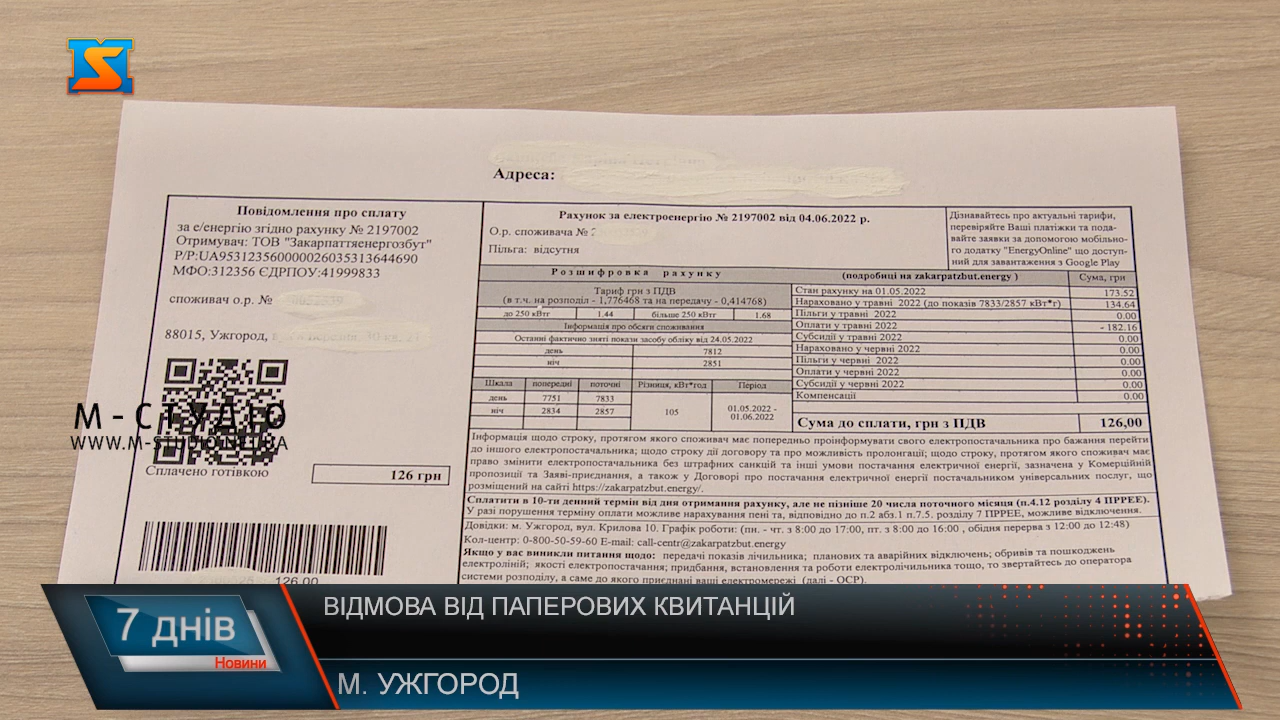 Адреса:
Повідомлення про сплату
за е/енергію згідно рахунку № 2197002
Отримувач: ТОВ "Закарпаттяенергозбут"
МФО:312356 ЄДРПОУ:41999833
споживач о.р. №
88015, Ужгород,
М-СТУДІО
WWW.M-STUDIO.NET.UA
Сплачено готівкою
126 грн
126.00
Рахунок за електроенергію № 2197002 від 04.06.2022 р.
О.р. споживача №
Пільга: відсутня
Дізнавайтесь про актуальні тарифи,
перевіряйте Ваші платіжки та пода-
вайте заявки за допомогою мобільно-
го додатку "EnergyOnline" що доступ-
ний для завантаження з Google Play
Розшифровка рахунку (подробиці на zakarpatzbut.energy ) Сума, грн
Тариф грн з ПДВ
(в т.ч. на розподіл - 1,776468 та на передачу - 0,414768)
до 250 кВтг 1.44 більше 250 кВтг 1.68
Інформація про обсяги споживання
Останні фактично зняті покази засобу обліку від 24.05.2022
день 7812
ніч 2851
Шкала попередні поточні Різниця, кВт*год Період
день 7751 7833
ніч 2834 2857
105
01.05.2022 -
01.06.2022
Стан рахунку на 01.05.2022 173.52
Нараховано у травні 2022 (до показів 7833/2857 кВт*г) 134.64
Пільги у травні 2022 0.00
Оплати у травні 2022 - 182.16
Субсидії у травні 2022 0.00
Нараховано у червні 2022 0.00
Пільги у червні 2022 0.00
Оплати у червні 2022 0.00
Субсидії у червні 2022 0.00
Компенсації 0.00
Сума до сплати, грн з ПДВ 126,00
Інформація щодо строку, протягом якого споживач має попередньо проінформувати свого електропостачальника про бажання перейти
до іншого електропостачальника; щодо строку дії договору та про можливість пролонгації; щодо строку, протягом якого споживач має
право змінити електропостачальника без штрафних санкцій та інші умови постачання електричної енергії, зазначена у Комерційній
пропозиції та Заяві-приєднання, а також у Договорі про постачання електричної енергії постачальником універсальних послуг, що
розміщений на сайті https://zakarpatzbut.energy/.
Сплатити в 10-ти денний термін від дня отримання рахунку, але не пізніше 20 числа поточного місяця (п.4.12 розділу 4 ПРРЕЕ).
У разі порушення терміну оплати можливе нарахування пені та, відповідно до п.2 абз.1 п.7.5. розділу 7 ПРРЕЕ, можливе відключення.
Довідки: м. Ужгород, вул. Крилова 10. Графік роботи: (пн. - чт. з 8:00 до 17:00, пт. з 8:00 до 16:00 , обідня перерва з 12:00 до 12:48)
Кол-центр: 0-800-50-59-60 E-mail: call-centr@zakarpatzbut.energy
Якщо у вас виникли питання щодо: передачі показів лічильника; планових та аварійних відключень; обривів та пошкоджень
електроліній; якості електропостачання; придбання, встановлення та роботи електролічильника тощо, то звертайтесь до оператора
системи розподілу, а саме до якого приєднані ваші електромережі (далі - ОСР).
7 днів
Новини
ВІДМОВА ВІД ПАПЕРОВИХ КВИТАНЦІЙ
М. УЖГОРОД